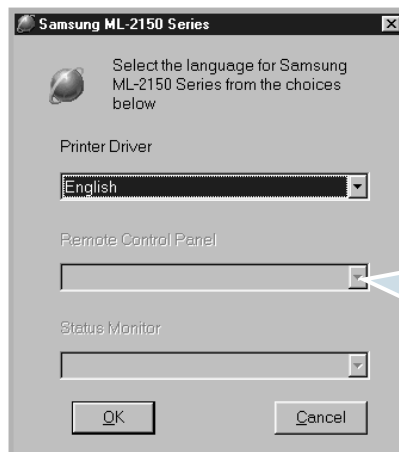 Samsung ML-2150 Series
Select the language for Samsung
ML-2150 Series from the choices
below
Printer Driver
English
Remote Control Panel
Status Monitor
OK
Cancel